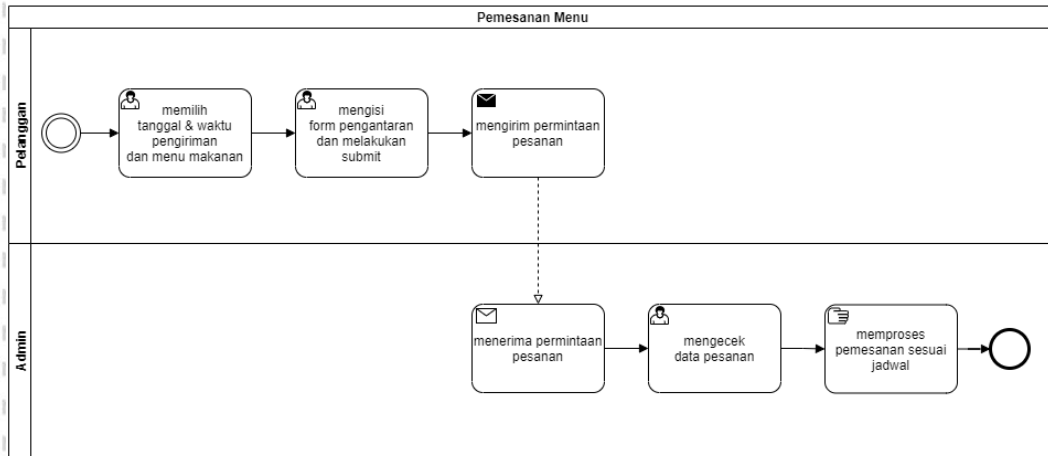 Pemesanan Menu
Pelanggan
memilih
tanggal & waktu
pengiriman
dan menu makanan
mengisi
form pengantaran
dan melakukan
submit
mengirim permintaan
pesanan
Admin
menerima permintaan
pesanan
mengecek
data pesanan
memproses
pemesanan sesuai
jadwal